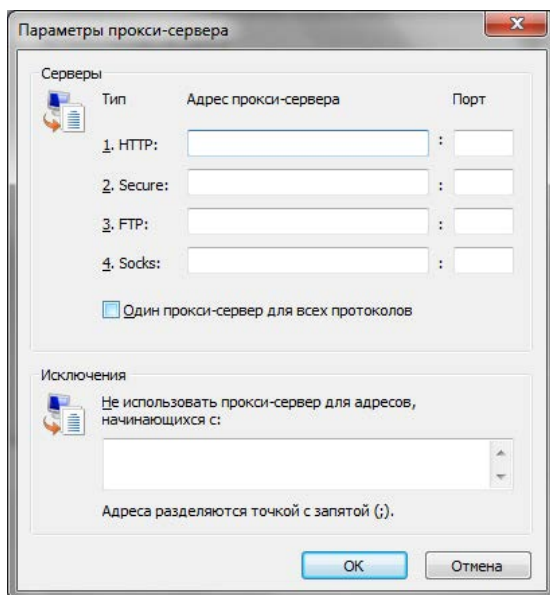 Параметры прокси-сервера
Серверы
Тип Адрес прокси-сервера Порт
1. HTTP: :
2. Secure: :
3. FTP: :
4. Socks: :
Один прокси-сервер для всех протоколов
Исключения
Не использовать прокси-сервер для адресов,
начинающихся с:
Адреса разделяются точкой с запятой (;).
OK Отмена